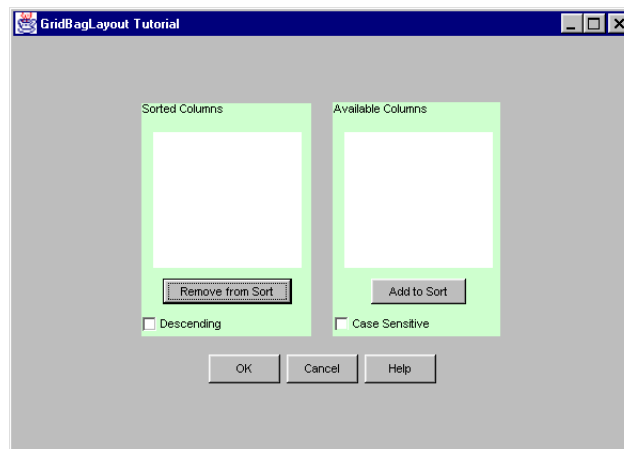 GridBagLayout Tutorial
Sorted Columns
Available Columns
Remove from Sort
Add to Sort
Descending
Case Sensitive
OK
Cancel
Help